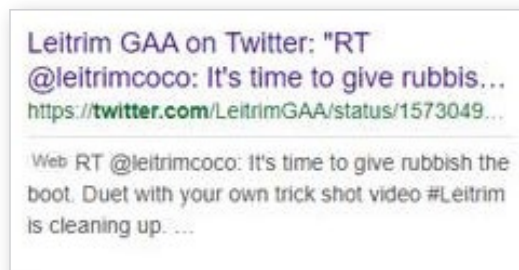 Leitrim GAA on Twitter: "RT
@leitrimcoco: It's time to give rubbis...
https://twitter.com/LeitrimGAA/status/1573049...
Web RT @leitrimcoco: It's time to give rubbish the
boot. Duet with your own trick shot video #Leitrim
is cleaning up. ...